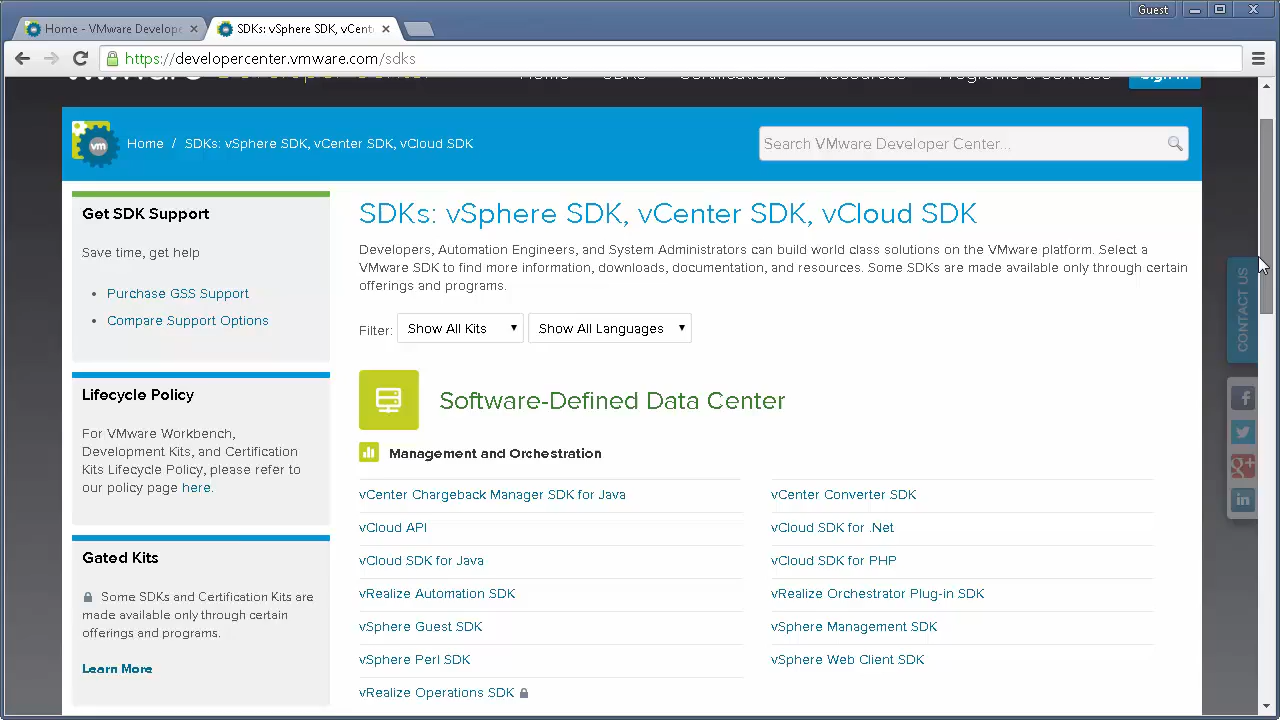 Guest
Home - VMware Develope
SDKs: vSphere SDK, vCent
https://developercenter.vmware.com/sdks
Home SDKs Certifications Resources Programs & Services Sign in
vm
Home / SDKs: vSphere SDK, vCenter SDK, vCloud SDK
Search VMware Developer Center...
Get SDK Support
Save time, get help
• Purchase GSS Support
• Compare Support Options
Lifecycle Policy
For VMware Workbench,
Development Kits, and Certification
Kits Lifecycle Policy, please refer to
our policy page here.
Gated Kits
Some SDKs and Certification Kits are
made available only through certain
offerings and programs.
Learn More
SDKs: vSphere SDK, vCenter SDK, vCloud SDK
Developers, Automation Engineers, and System Administrators can build world class solutions on the VMware platform. Select a
VMware SDK to find more information, downloads, documentation, and resources. Some SDKs are made available only through certain
offerings and programs.
Filter: Show All Kits Show All Languages
Software-Defined Data Center
Management and Orchestration
vCenter Chargeback Manager SDK for Java
vCenter Converter SDK
vCloud API
vCloud SDK for .Net
vCloud SDK for Java
vCloud SDK for PHP
vRealize Automation SDK
vRealize Orchestrator Plug-in SDK
vSphere Guest SDK
vSphere Management SDK
vSphere Perl SDK
vSphere Web Client SDK
vRealize Operations SDK
CONTACT US
f
g+
in